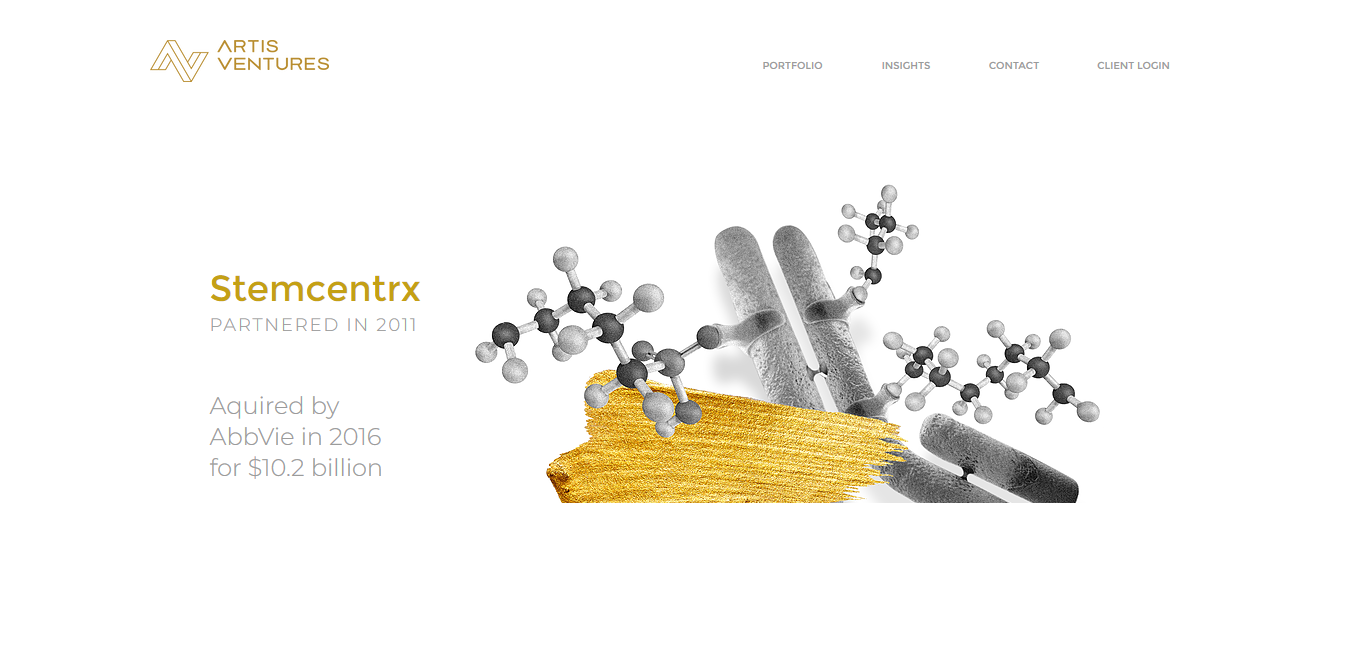 ARTIS
VENTURES
PORTFOLIO
INSIGHTS
CONTACT
CLIENT LOGIN
Stemcentrx
PARTNERED IN 2011
Aquired by
AbbVie in 2016
for $10.2 billion